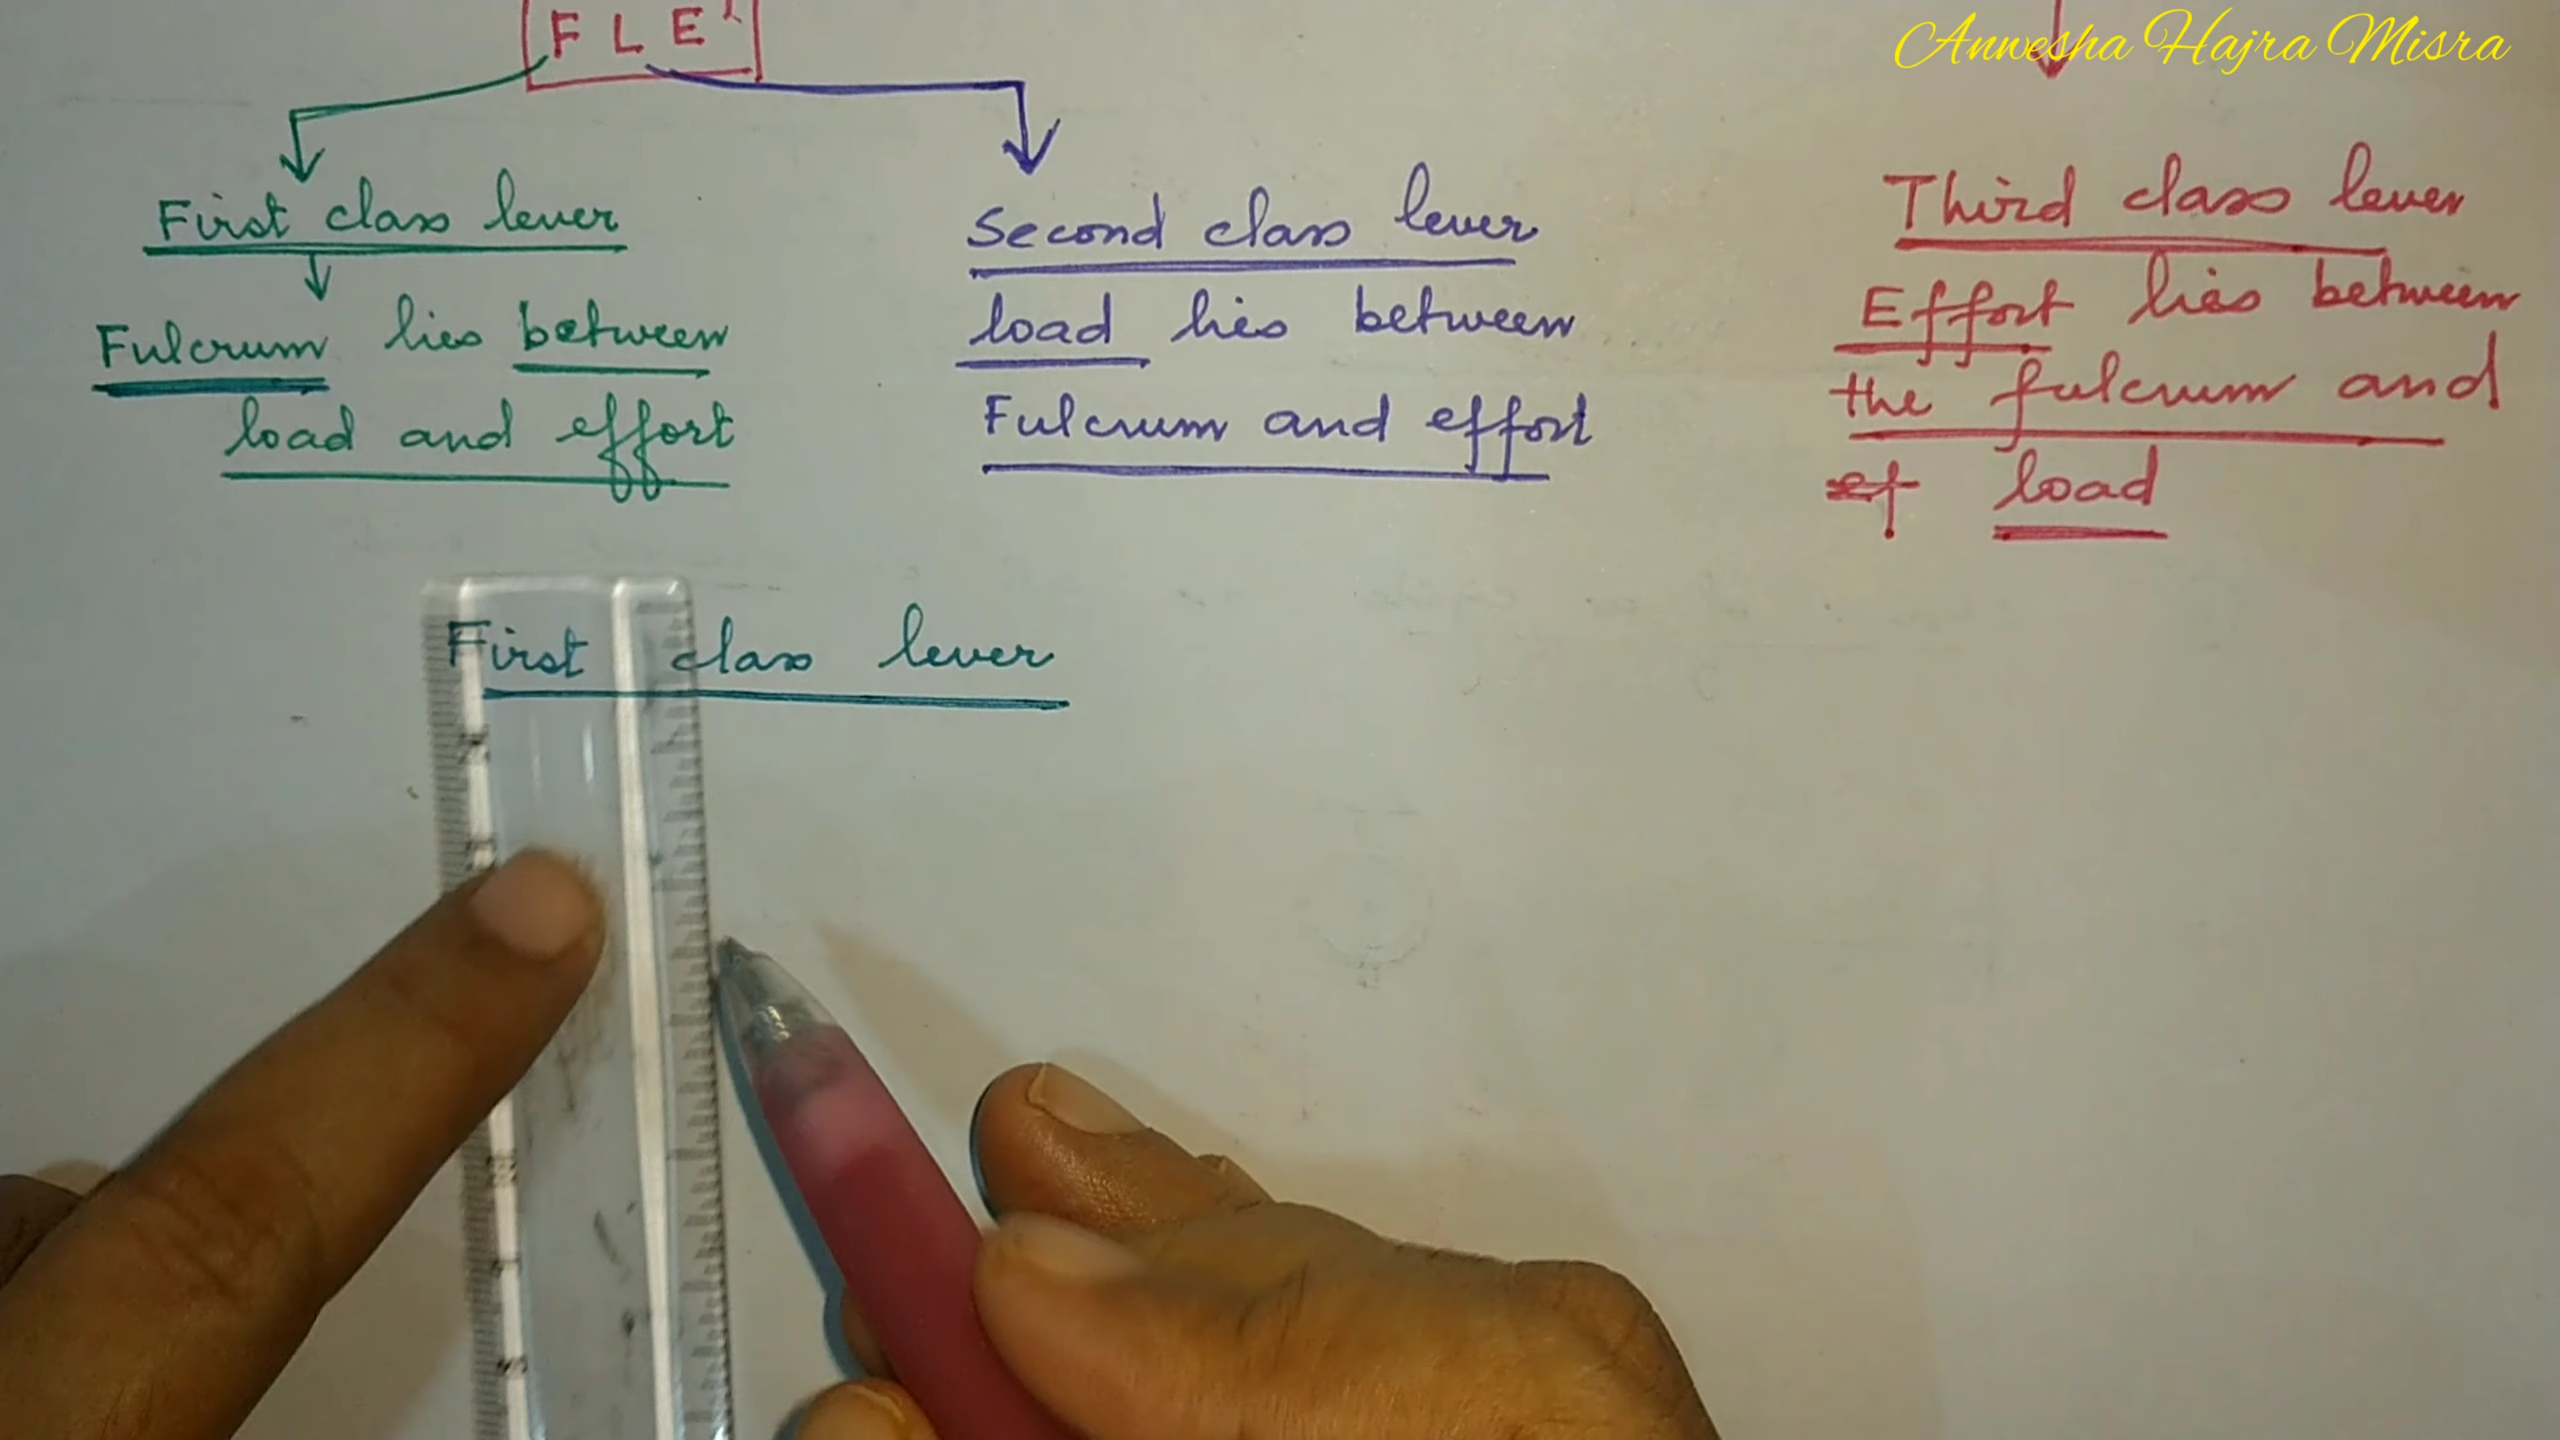 F L E
Anwesha Hajra Misra
First class lever
Fulcrum lies between
load and effort
Second class lever
load lies between
Fulcrum and effort
Third class lever
Effort lies between
the fulcrum and
load
First class lever